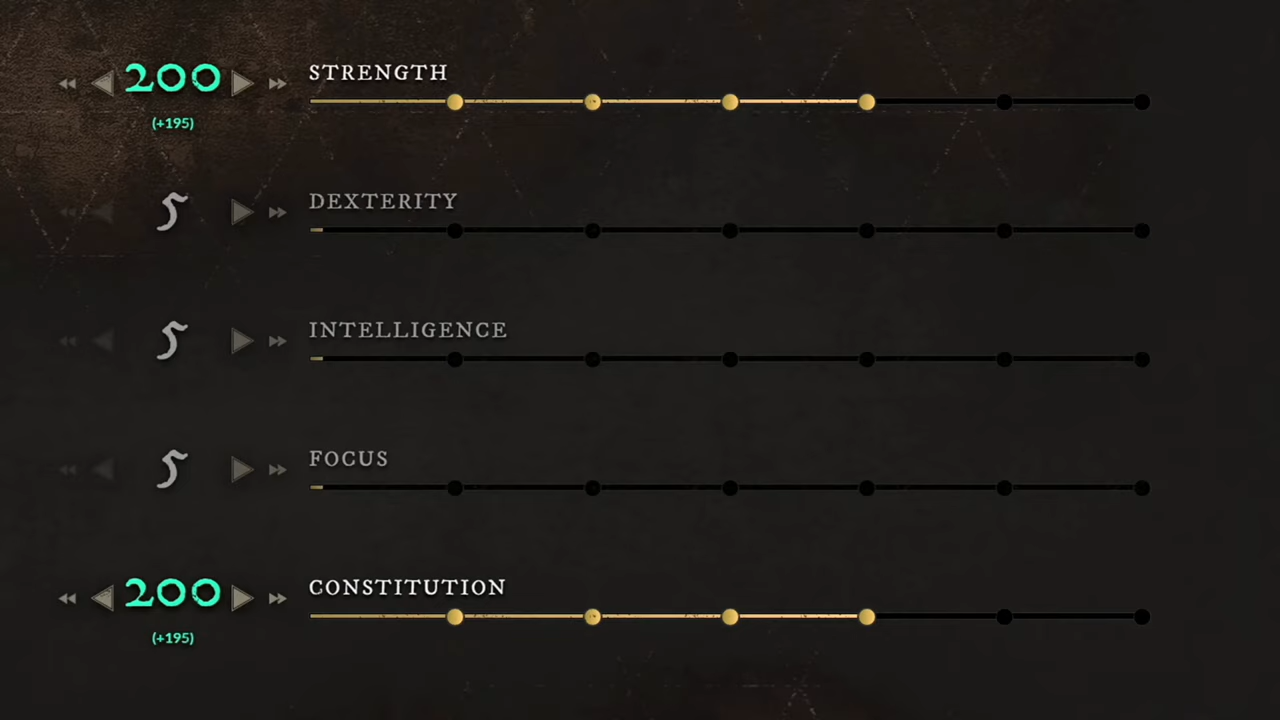 200 STRENGTH
(+195)
5 DEXTERITY
5 INTELLIGENCE
5 FOCUS
200 CONSTITUTION
(+195)